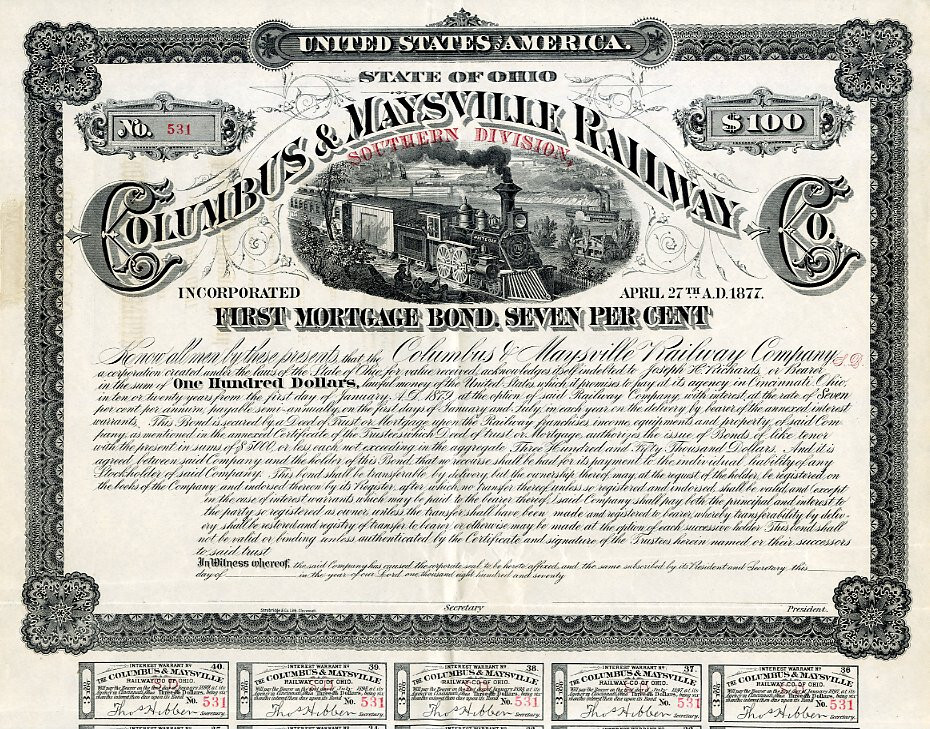 UNITED STATES OF AMERICA.
STATE OF OHIO
No. 531
$100
COLUMBUS & MAYSVILLE RAILWAY CO.
SOUTHERN DIVISION,
INCORPORATED
APRIL 27TH A.D. 1877.
FIRST MORTGAGE BOND. SEVEN PER CENT
Know all men by these presents, that the Columbus & Maysville Railway Company S.D.
a corporation created under the laws of the State of Ohio, for value received, acknowledges itself indebted to Joseph H. Richards, or Bearer
in the sum of One Hundred Dollars, lawful money of the United States, which it promises to pay at its agency in Cincinnati, Ohio,
in ten or twenty years from the first day of January, A.D. 1879, at the option of said Railway Company, with interest, at the rate of Seven
per cent per annum, payable semi-annually, on the first days of January and July, in each year, on the delivery by bearer of the annexed interest
warrants. This Bond is secured by a Deed of Trust or Mortgage upon the Railway franchises, income, equipments and property, of said Com-
pany, as mentioned in the annexed Certificate of the Trustees which Deed of trust or Mortgage, authorizes the issue of Bonds of like tenor
with the present, in sums of $5000, or less each, not exceeding in the aggregate Three Hundred and Fifty Thousand Dollars. And it is
agreed between said Company and the holder of this Bond, that no recourse shall be had for its payment to the individual liability of any
Stockholder of said Company. This bond shall be transferable by delivery, but the ownership thereof, may, at the request of the holder, be registered on
the books of the Company and indorsed thereon by its Register, after which, no transfer thereof, unless so registered and indorsed, shall be valid, and (except
in the case of interest warrants which may be paid to the bearer thereof,) said Company shall pay both the principal and interest to
the party so registered as owner, unless the transfer shall have been made and registered to bearer, whereby transferability by deliv-
ery shall be restored and registry of transfer to bearer or otherwise may be made at the option of each successive holder. This bond shall
not be valid or binding unless authenticated by the Certificate and signature of the Trustees herein named or their successors
to said trust
In Witness whereof, the said Company has caused the corporate seal to be hereto affixed, and the same subscribed by its President and Secretary this
day of in the year of our Lord one thousand eight hundred and seventy
Strobridge & Co. Lith. Cincinnati
Secretary
President.
INTEREST WARRANT No 40.
THE COLUMBUS & MAYSVILLE
RAILWAY CO OF OHIO.
Will pay the Bearer on the first day of January 1899, at its
Agency in Cincinnati, Ohio Three ½ Dollars,
No. 531
Thos Hibben Secretary.
INTEREST WARRANT No 39.
THE COLUMBUS & MAYSVILLE
RAILWAY CO OF OHIO.
No. 531
Thos Hibben Secretary.
INTEREST WARRANT No 38.
THE COLUMBUS & MAYSVILLE
RAILWAY CO OF OHIO.
No. 531
Thos Hibben Secretary.
INTEREST WARRANT No 37.
THE COLUMBUS & MAYSVILLE
RAILWAY CO OF OHIO.
No. 531
Thos Hibben Secretary.
INTEREST WARRANT No 36
THE COLUMBUS & MAYSVILLE
RAILWAY CO OF OHIO.
No. 531
Thos Hibben Secretary.